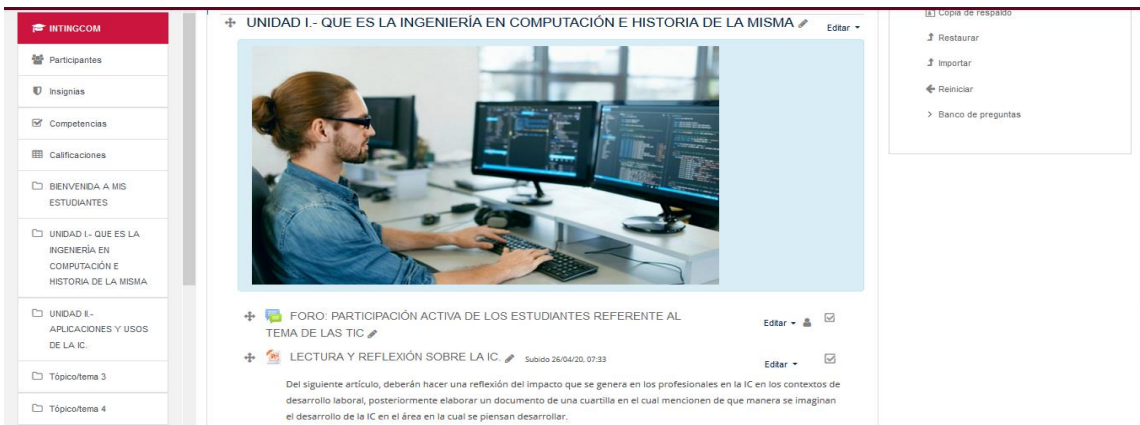 INTINGCOM
Participantes
Insignias
Competencias
Calificaciones
BIENVENIDA A MIS
ESTUDIANTES
UNIDAD I.- QUE ES LA
INGENIERÍA EN
COMPUTACIÓN E
HISTORIA DE LA MISMA
UNIDAD II.-
APLICACIONES Y USOS
DE LA IC.
Tópico/tema 3
Tópico/tema 4
UNIDAD I.- QUE ES LA INGENIERÍA EN COMPUTACIÓN E HISTORIA DE LA MISMA
Editar
FORO: PARTICIPACIÓN ACTIVA DE LOS ESTUDIANTES REFERENTE AL
TEMA DE LAS TIC
Editar
LECTURA Y REFLEXIÓN SOBRE LA IC. Subido 26/04/20, 07:33
Editar
Del siguiente artículo, deberán hacer una reflexión del impacto que se genera en los profesionales en la IC en los contextos de
desarrollo laboral, posteriormente elaborar un documento de una cuartilla en el cual mencionen de que manera se imaginan
el desarrollo de la IC en el área en la cual se piensan desarrollar.
Copia de respaldo
Restaurar
Importar
Reiniciar
Banco de preguntas